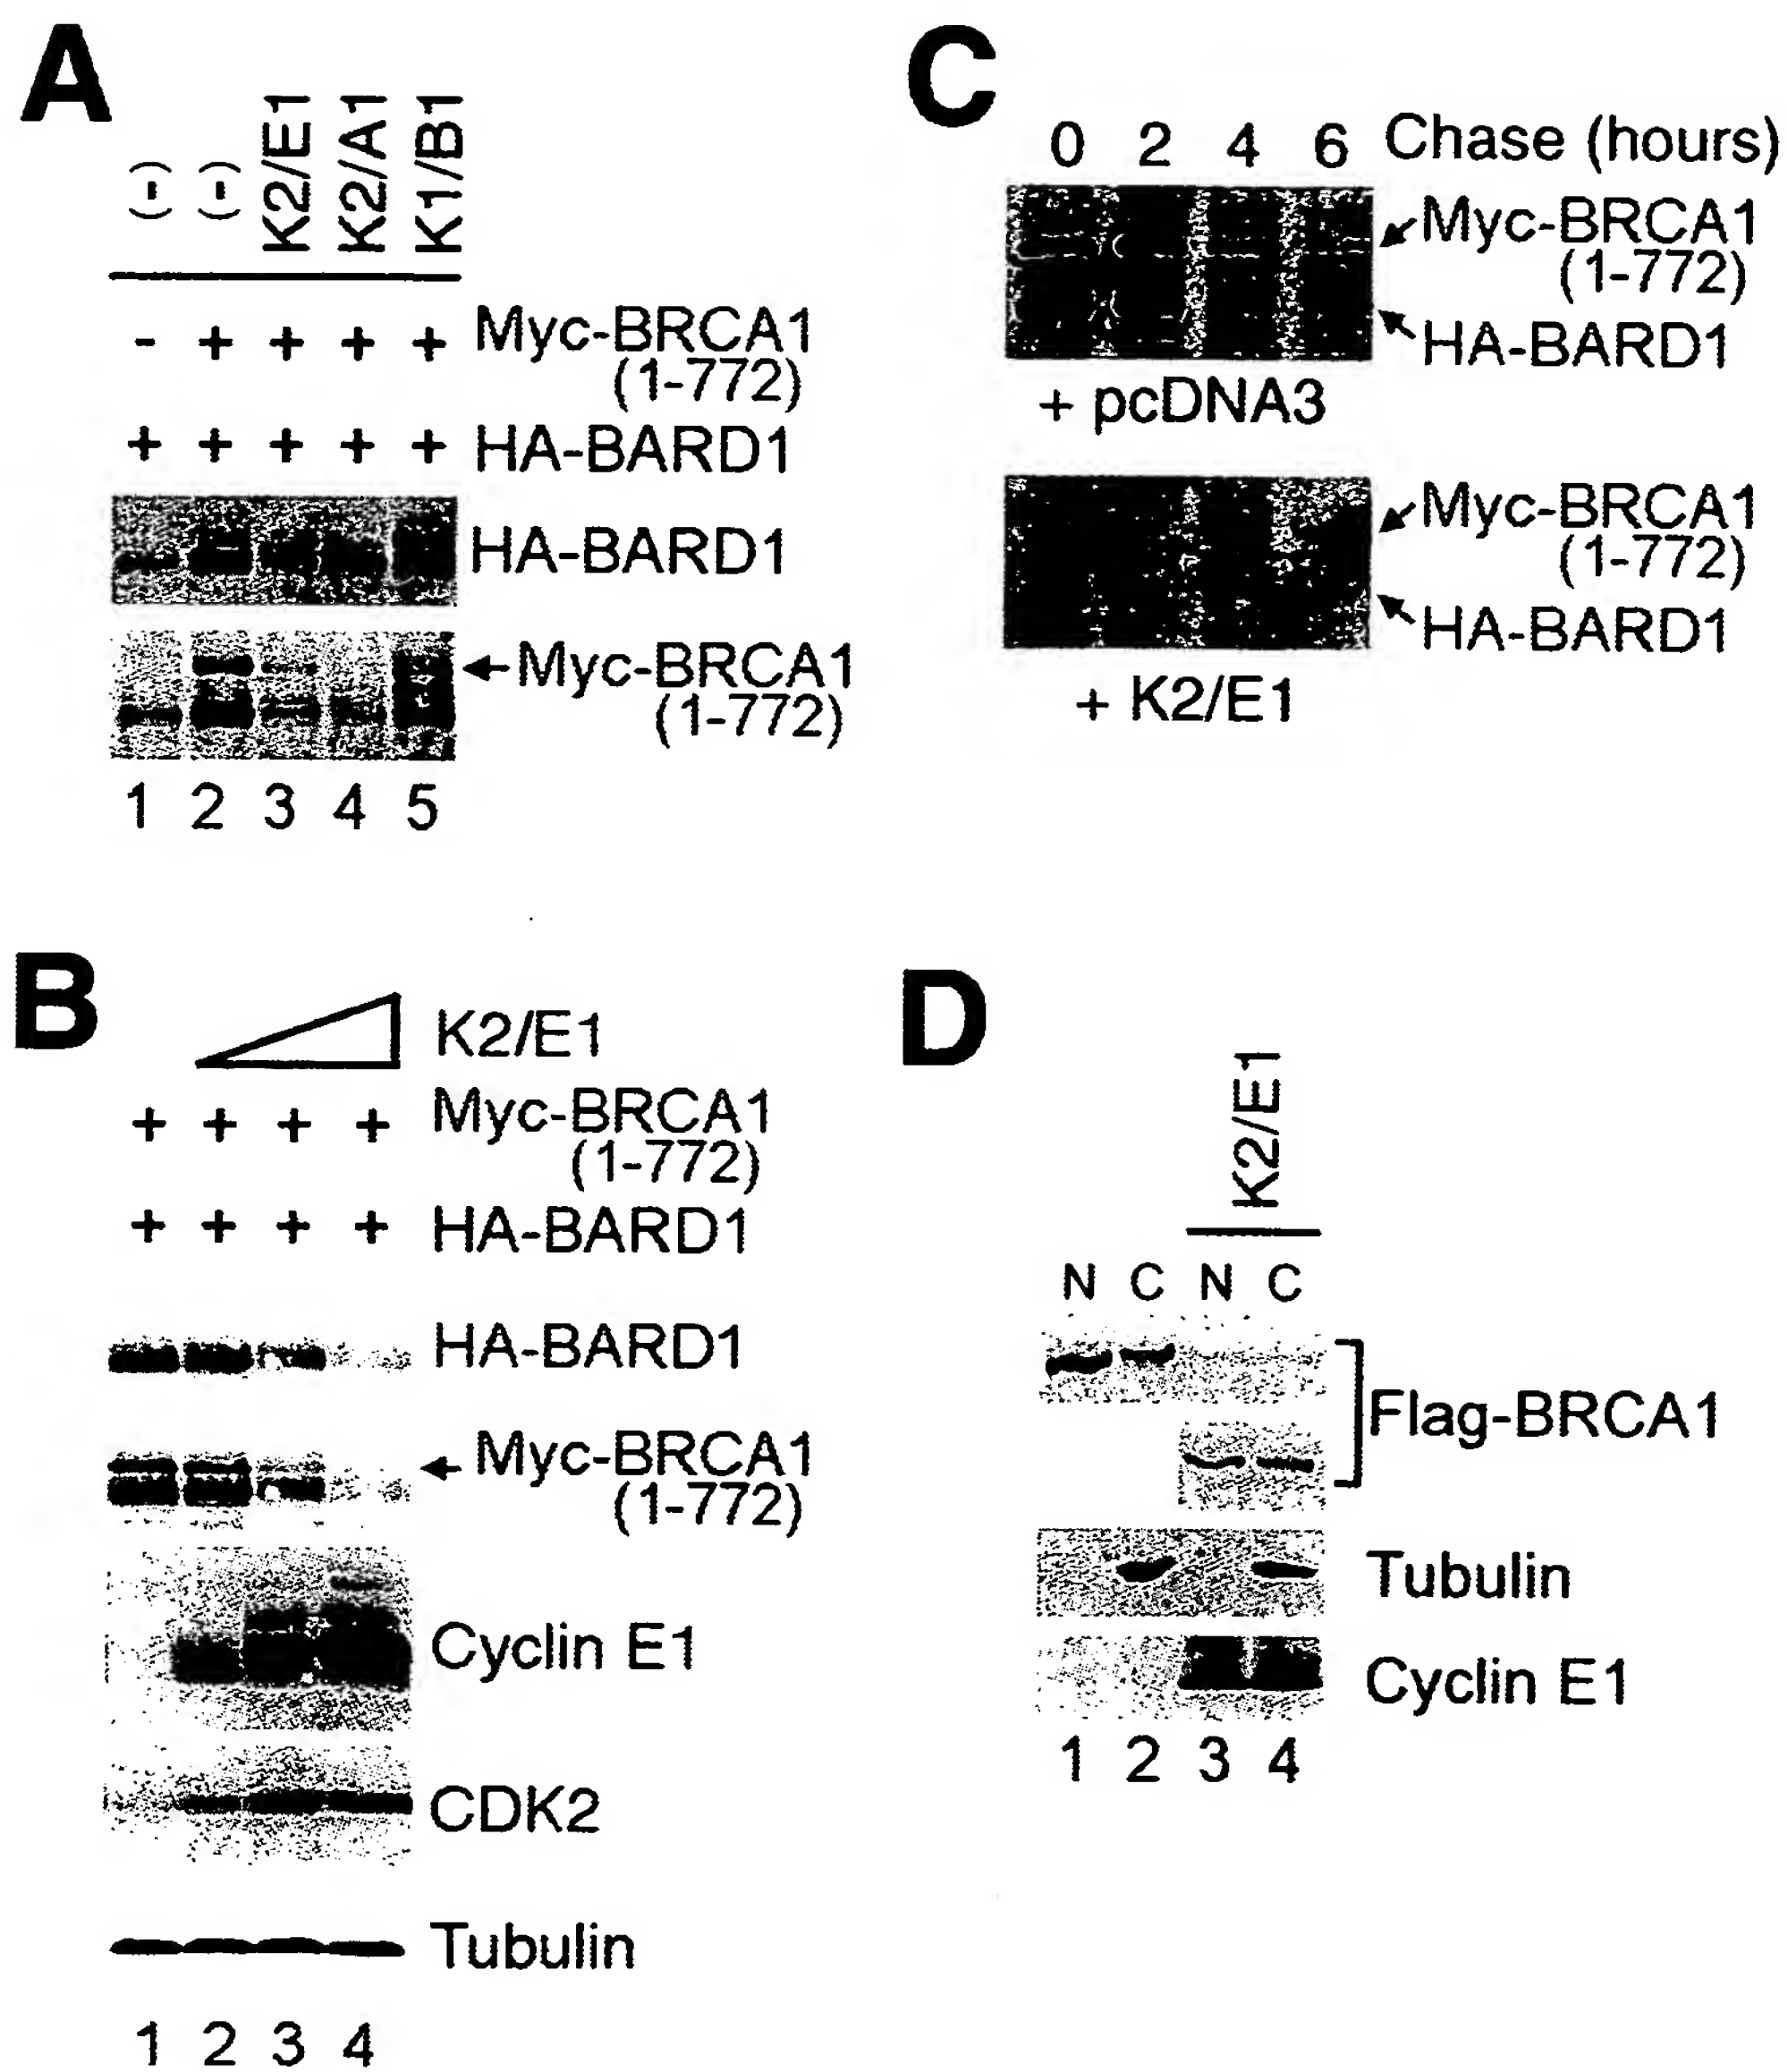 A
(-) (-) K2/E1 K2/A1 K1/B1
- + + + + Myc-BRCA1
(1-772)
+ + + + + HA-BARD1
HA-BARD1
Myc-BRCA1
(1-772)
1 2 3 4 5
C
0 2 4 6 Chase (hours)
Myc-BRCA1
(1-772)
HA-BARD1
+ pcDNA3
Myc-BRCA1
(1-772)
HA-BARD1
+ K2/E1
B
K2/E1
+ + + + Myc-BRCA1
(1-772)
+ + + + HA-BARD1
HA-BARD1
Myc-BRCA1
(1-772)
Cyclin E1
CDK2
Tubulin
1 2 3 4
D
K2/E1
N C N C
Flag-BRCA1
Tubulin
Cyclin E1
1 2 3 4